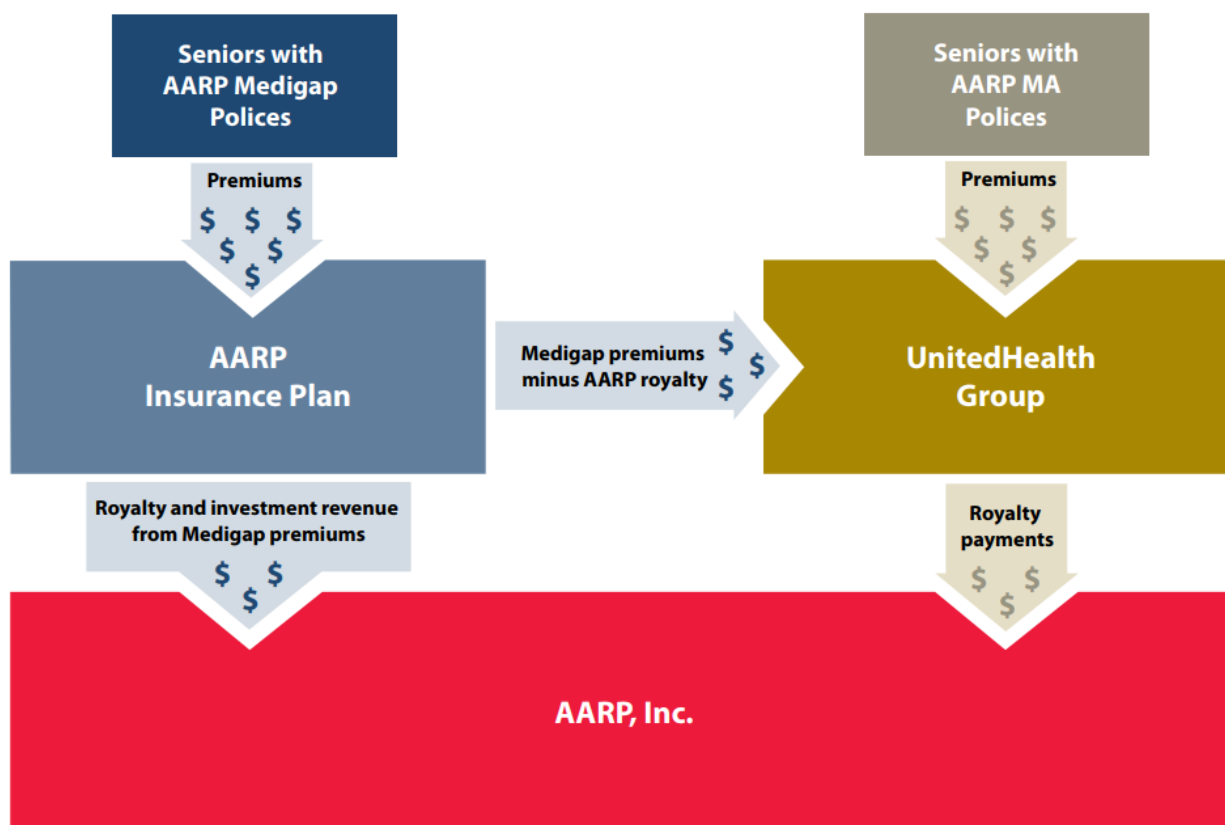 Seniors with
AARP Medigap
Polices
Seniors with
AARP MA
Polices
Premiums
$ $ $
$ $
$
Premiums
$ $ $
$ $
$
AARP
Insurance Plan
Medigap premiums
minus AARP royalty
$
$
$
UnitedHealth
Group
Royalty and investment revenue
from Medigap premiums
$ $
$
Royalty
payments
$ $
$
AARP, Inc.